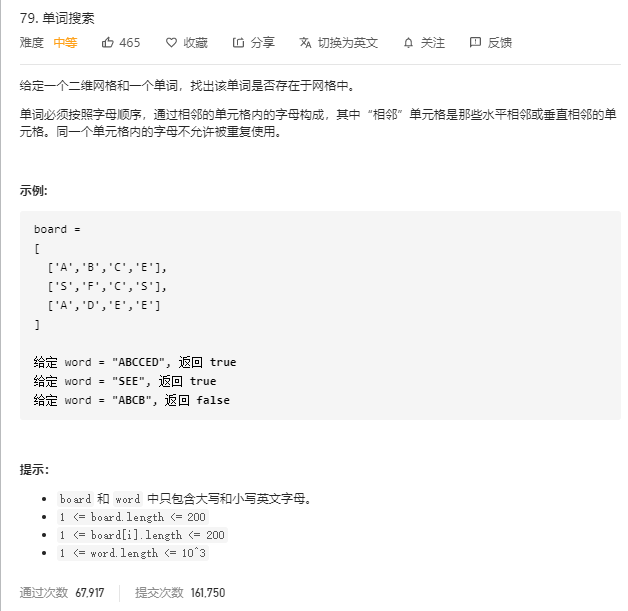 79. 单词搜索
难度 中等 465 收藏 分享 切换为英文 关注 反馈
给定一个二维网格和一个单词，找出该单词是否存在于网格中。
单词必须按照字母顺序，通过相邻的单元格内的字母构成，其中“相邻”单元格是那些水平相邻或垂直相邻的单
元格。同一个单元格内的字母不允许被重复使用。
示例:
board =
[
['A','B','C','E'],
['S','F','C','S'],
['A','D','E','E']
]
给定 word = "ABCCED", 返回 true
给定 word = "SEE", 返回 true
给定 word = "ABCB", 返回 false
提示：
board 和 word 中只包含大写和小写英文字母。
1 <= board.length <= 200
1 <= board[i].length <= 200
1 <= word.length <= 10^3
通过次数 67,917 提交次数 161,750